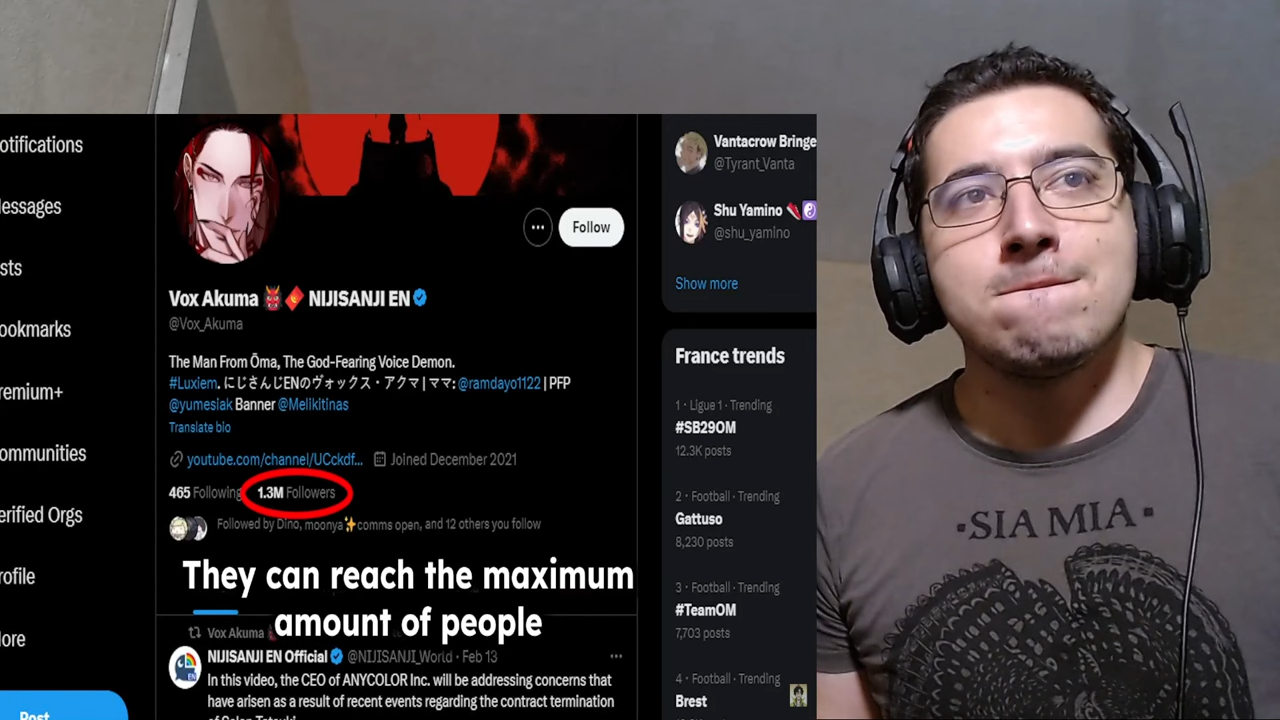 otifications
essages
sts
ookmarks
remium+
ommunities
erified Orgs
rofile
ore
Post
Follow
Vox Akuma 👹🧧 NIJISANJI EN
@Vox_Akuma
The Man From Ōma, The God-Fearing Voice Demon.
#Luxiem. にじさんじENのヴォックス・アクマ | ママ: @ramdayo1122 | PFP
@yumesiak Banner @Melikitinas
Translate bio
youtube.com/channel/UCckdf... Joined December 2021
465 Following 1.3M Followers
Followed by Dino, moonya✨comms open, and 12 others you follow
They can reach the maximum
amount of people
Vox Akuma
NIJISANJI EN Official @NIJISANJI_World · Feb 13
In this video, the CEO of ANYCOLOR Inc. will be addressing concerns that
have arisen as a result of recent events regarding the contract termination
Vantacrow Bringe
@Tyrant_Vanta
Shu Yamino
@shu_yamino
Show more
France trends
1 · Ligue 1 · Trending
#SB29OM
12.3K posts
2 · Football · Trending
Gattuso
8,230 posts
3 · Football · Trending
#TeamOM
7,703 posts
4 · Football · Trending
Brest
·SIA MIA·